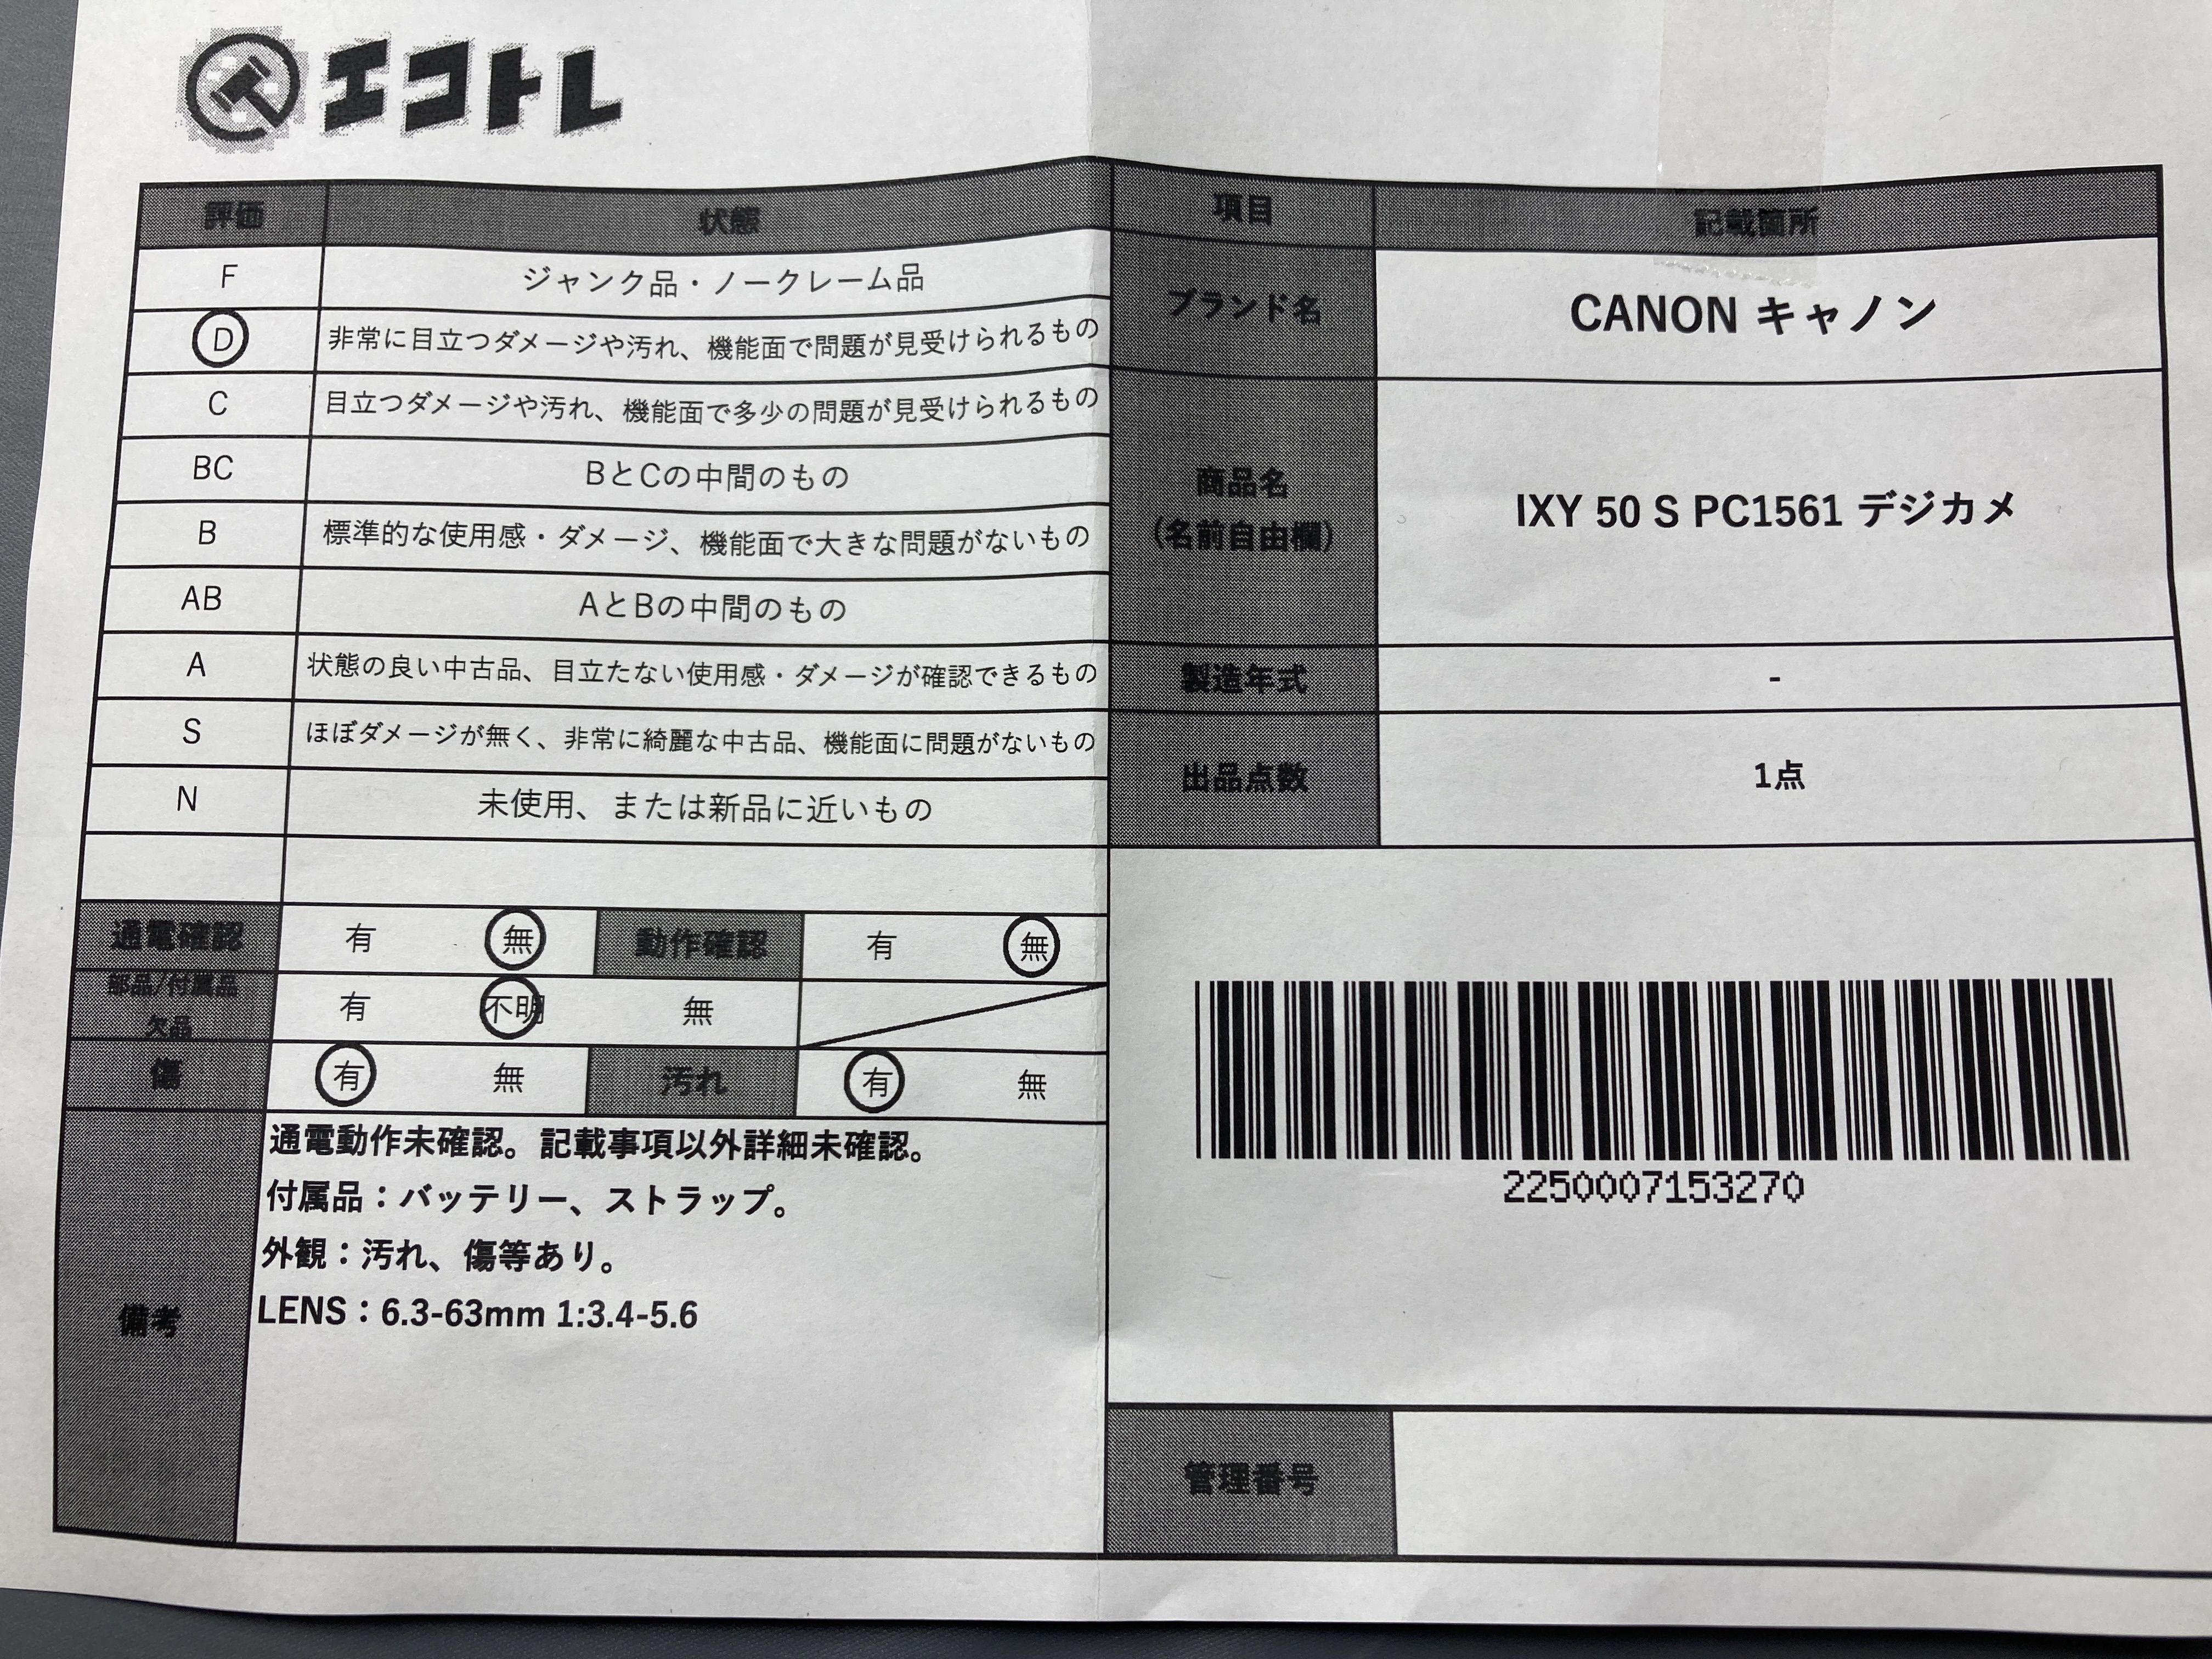 エコトレ
評価 状態
F ジャンク品・ノークレーム品
D 非常に目立つダメージや汚れ、機能面で問題が見受けられるもの
C 目立つダメージや汚れ、機能面で多少の問題が見受けられるもの
BC BとCの中間のもの
B 標準的な使用感・ダメージ、機能面で大きな問題がないもの
AB AとBの中間のもの
A 状態の良い中古品、目立たない使用感・ダメージが確認できるもの
S ほぼダメージが無く、非常に綺麗な中古品、機能面に問題がないもの
N 未使用、または新品に近いもの
通電確認 有 無 動作確認 有 無
部品/付属品
欠品 有 不明 無
傷 有 無 汚れ 有 無
備考
通電動作未確認。記載事項以外詳細未確認。
付属品：バッテリー、ストラップ。
外観：汚れ、傷等あり。
LENS：6.3-63mm 1:3.4-5.6
項目 記載箇所
ブランド名 CANON キャノン
商品名
(名前自由欄) IXY 50 S PC1561 デジカメ
製造年式 -
出品点数 1点
2250007153270
管理番号